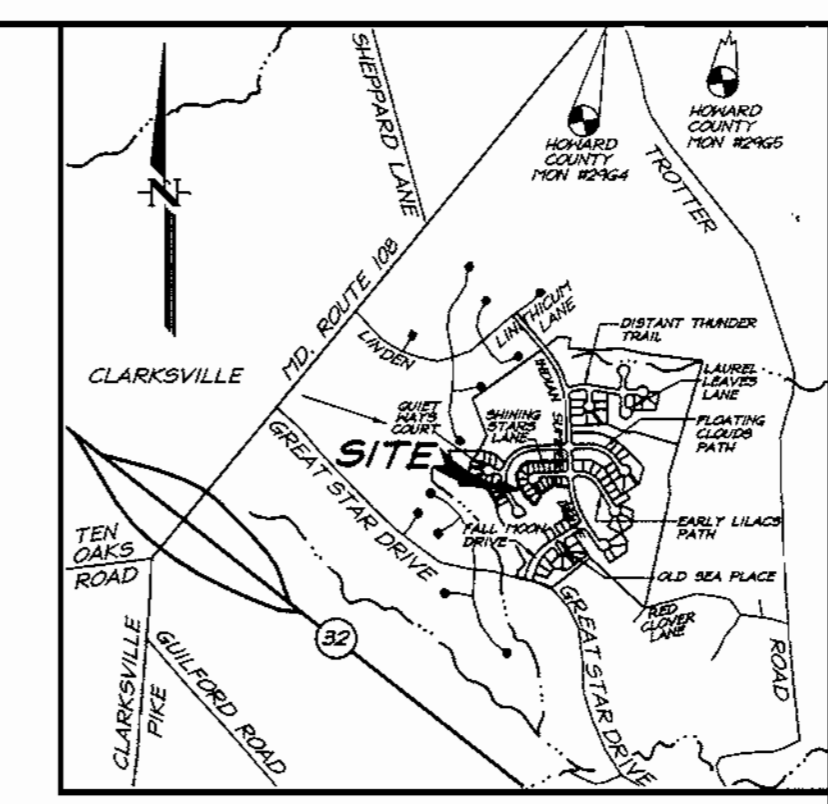 SHEPPARD LANE
HOWARD
COUNTY
MON #29G4
HOWARD
COUNTY
MON #29G5
TROTTER
N
MD. ROUTE 108
LINDEN
LINTHICUM
LANE
CLARKSVILLE
DISTANT THUNDER
TRAIL
LAUREL
LEAVES
LANE
INDIAN SUMMER
DRIVE
QUIET
WAYS
COURT
SHINING
STARS
LANE
FLOATING
CLOUDS
PATH
SITE
GREAT STAR DRIVE
TEN
OAKS
ROAD
FALL MOON
DRIVE
EARLY LILACS
PATH
OLD SEA PLACE
RED
CLOVER
LANE
32
CLARKSVILLE
PIKE
GUILFORD ROAD
GREAT STAR DRIVE
ROAD